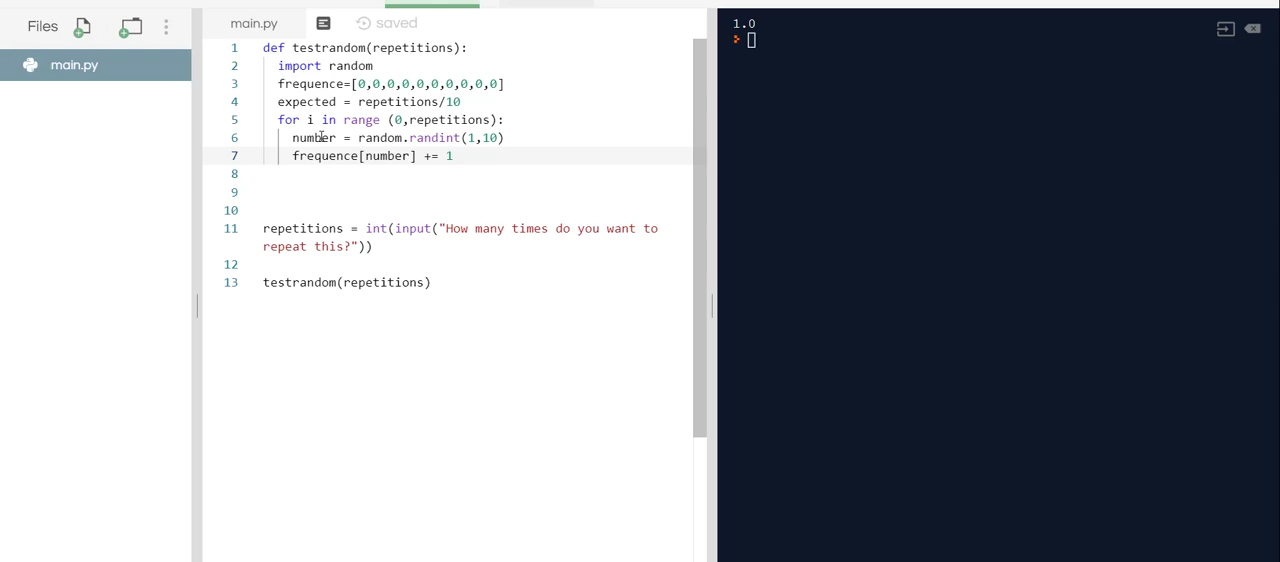 Files
main.py
main.py
saved
1 def testrandom(repetitions):
2 import random
3 frequence=[0,0,0,0,0,0,0,0,0,0]
4 expected = repetitions/10
5 for i in range (0,repetitions):
6 number = random.randint(1,10)
7 frequence[number] += 1
8
9
10
11 repetitions = int(input("How many times do you want to
repeat this?"))
12
13 testrandom(repetitions)
1.0